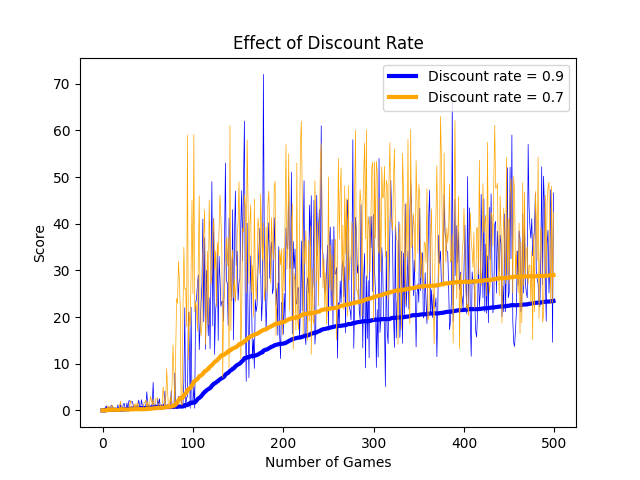 Effect of Discount Rate
Discount rate = 0.9
Discount rate = 0.7
Score
70
60
50
40
30
20
10
0
0 100 200 300 400 500
Number of Games